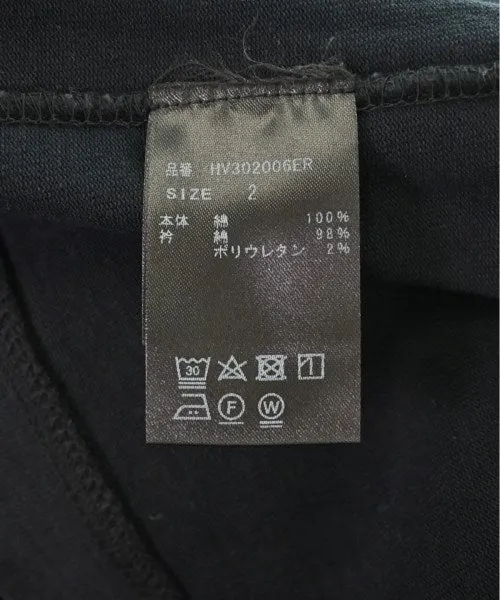 品番 HV302006ER
SIZE 2
本体 綿 100%
衿 綿 98%
ポリウレタン 2%
30
F W